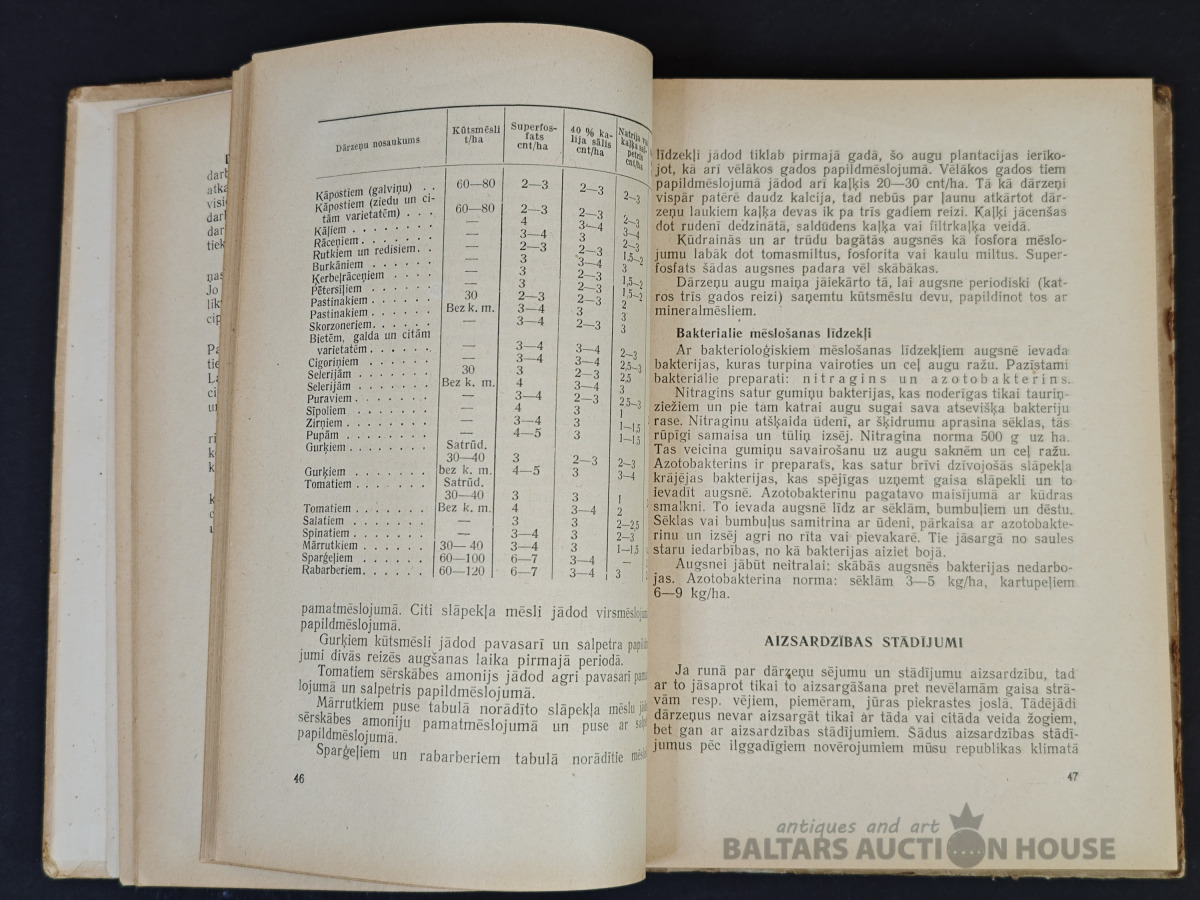 Dārzeņu nosaukums Kūtsmēsli t/ha Superfos-fats cnt/ha 40 % ka-lija sālis cnt/ha Natrija vai kaļķa sal-petris cnt/ha
Kāpostiem (galviņu) . . 60—80 2—3 2—3 2—3
Kāpostiem (ziedu un ci-
tām varietatēm) . . . 60—80 2—3 2—3 2—3
Kāļiem . . . . . . . — 4 3—4 3—4
Rāceņiem . . . . . . — 3—4 3 2—3
Rutkiem un redīsiem . . — 2—3 2—3 1,5—2
Burkāniem . . . . . . — 3 3—4 3
Ķerbeļrāceņiem . . . . — 3 2—3 1,5—2
Pētersīļiem . . . . . — 3 2—3 1,5—2
Pastinakiem . . . . . 30 2—3 2—3 2
Pastinakiem . . . . . Bez k. m. 3—4 3 3
Skorzoneriem . . . . . — 3—4 2—3 3
Bietēm, galda un citām
varietatēm . . . . . — 3—4 3—4 2—3
Cigoriņiem . . . . . — 3—4 3—4 2,5—3
Selerijām . . . . . . 30 3 2—3 2,5
Selerijām . . . . . . Bez k. m. 4 3—4 3
Puraviem . . . . . . — 3—4 2—3 2,5—3
Sīpoliem . . . . . . — 4 3 1
Zirņiem . . . . . . . — 3—4 3 1—1,5
Pupām . . . . . . . — 4—5 3 1—1,5
Gurķiem . . . . . . . Satrūd.
30—40 3 2—3 2—3
Gurķiem . . . . . . . bez k. m. 4—5 3 3—4
Tomatiem . . . . . . Satrūd.
30—40 3 3 1
Tomatiem . . . . . . Bez k. m. 4 3—4 2
Salatiem . . . . . . — 3 3 2—2,5
Spinatiem . . . . . . — 3—4 3 2—3
Mārrutkiem . . . . . 30—40 3—4 3 1—1,5
Sparģeļiem . . . . . 60—100 6—7 3—4 —
Rabarberiem . . . . . 60—120 6—7 3—4 3
pamatmēslojumā. Citi slāpekļa mēsli jādod
papildmēslojumā.
Gurķiem kūtsmēsli jādod pavasarī un salpetra
jumi divās reizēs augšanas laika pirmajā periodā.
Tomatiem sērskābes amonijs jādod agri pavasarī
lojumā un salpetris papildmēslojumā.
Mārrutkiem puse tabulā norādīto slāpekļa mēslu
sērskābes amoniju pamatmēslojumā un puse ar
papildmēslojumā.
Sparģeļiem un rabarberiem tabulā norādītie
46
līdzekļi jādod tiklab pirmajā gadā, šo augu plantacijas ierīko-
jot, kā arī vēlākos gados papildmēslojumā. Vēlākos gados tiem
papildmēslojumā jādod arī kaļķis 20—30 cnt/ha. Tā kā dārzeņi
vispār patērē daudz kalcija, tad nebūs par ļaunu atkārtot dār-
zeņu laukiem kaļķa devas ik pa trīs gadiem reizi. Kaļķi jācenšas
dot rudenī dedzinātā, saldūdens kaļķa vai filtrkaļķa veidā.
Kūdrainās un ar trūdu bagātās augsnēs kā fosfora mēslo-
jumu labāk dot tomasmiltus, fosforita vai kaulu miltus. Super-
fosfats šādas augsnes padara vēl skābākas.
Dārzeņu augu maiņa jāiekārto tā, lai augsne periodiski (kat-
ros trīs gados reizi) saņemtu kūtsmēslu devu, papildinot tos ar
mineralmēsliem.
Bakterialie mēslošanas līdzekļi
Ar bakterioloģiskiem mēslošanas līdzekļiem augsnē ievada
bakterijas, kuras turpina vairoties un ceļ augu ražu. Pazīstami
bakterialie preparati: nitragins un azotobakterins.
Nitragins satur gumiņu bakterijas, kas noderīgas tikai tauriņ-
ziežiem un pie tam katrai augu sugai sava atsevišķa bakteriju
rase. Nitraginu atšķaida ūdenī, ar šķidrumu aprasina sēklas, tās
rūpīgi samaisa un tūliņ izsēj. Nitragina norma 500 g uz ha.
Tas veicina gumiņu savairošanu uz augu saknēm un ceļ ražu.
Azotobakterins ir preparats, kas satur brīvi dzīvojošās slāpekļa
krājējas bakterijas, kas spējīgas uzņemt gaisa slāpekli un to
ievadīt augsnē. Azotobakterinu pagatavo maisījumā ar kūdras
smalkni. To ievada augsnē līdz ar sēklām, bumbuļiem un dēstu.
Sēklas vai bumbuļus samitrina ar ūdeni, pārkaisa ar azotobakte-
rinu un izsēj agri no rīta vai pievakarē. Tie jāsargā no saules
staru iedarbības, no kā bakterijas aiziet bojā.
Augsnei jābūt neitralai: skābās augsnēs bakterijas nedarbo-
jas. Azotobakterina norma: sēklām 3—5 kg/ha, kartupeļiem
6—9 kg/ha.
AIZSARDZĪBAS STĀDĪJUMI
Ja runā par dārzeņu sējumu un stādījumu aizsardzību, tad
ar to jāsaprot tikai to aizsargāšana pret nevēlamām gaisa strā-
vām resp. vējiem, piemēram, jūras piekrastes joslā. Tādējādi
dārzeņus nevar aizsargāt tikai ar tāda vai citāda veida žogiem,
bet gan ar aizsardzības stādījumiem. Šādus aizsardzības stādī-
jumus pēc ilggadīgiem novērojumiem mūsu republikas klimatā
47
antiques and art
BALTARS AUCTION HOUSE